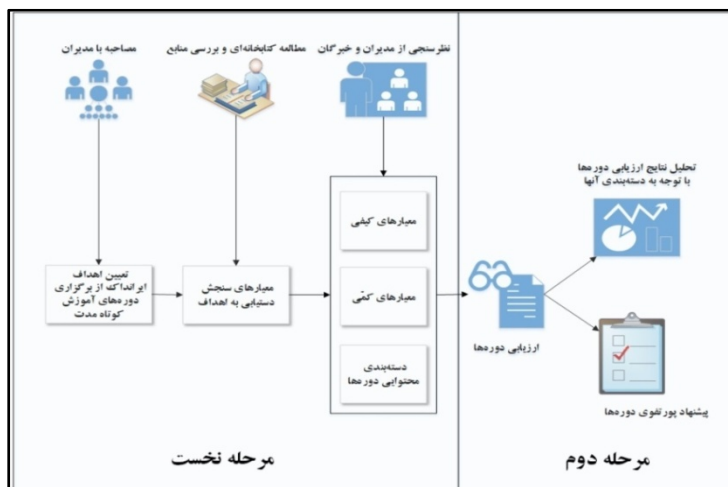 مصاحبه با مدیران
مطالعه کتابخانه‌ای و بررسی منابع
نظرسنجی از مدیران و خبرگان
تعیین اهداف
ایرانداک از برگزاری
دوره‌های آموزش
کوتاه مدت
معیارهای سنجش
دستیابی به اهداف
معیارهای کیفی
معیارهای کمّی
دسته‌بندی
محتوایی دوره‌ها
مرحله نخست
تحلیل نتایج ارزیابی دوره‌ها
با توجه به دسته‌بندی آنها
ارزیابی دوره‌ها
پیشنهاد پورتفوی دوره‌ها
مرحله دوم